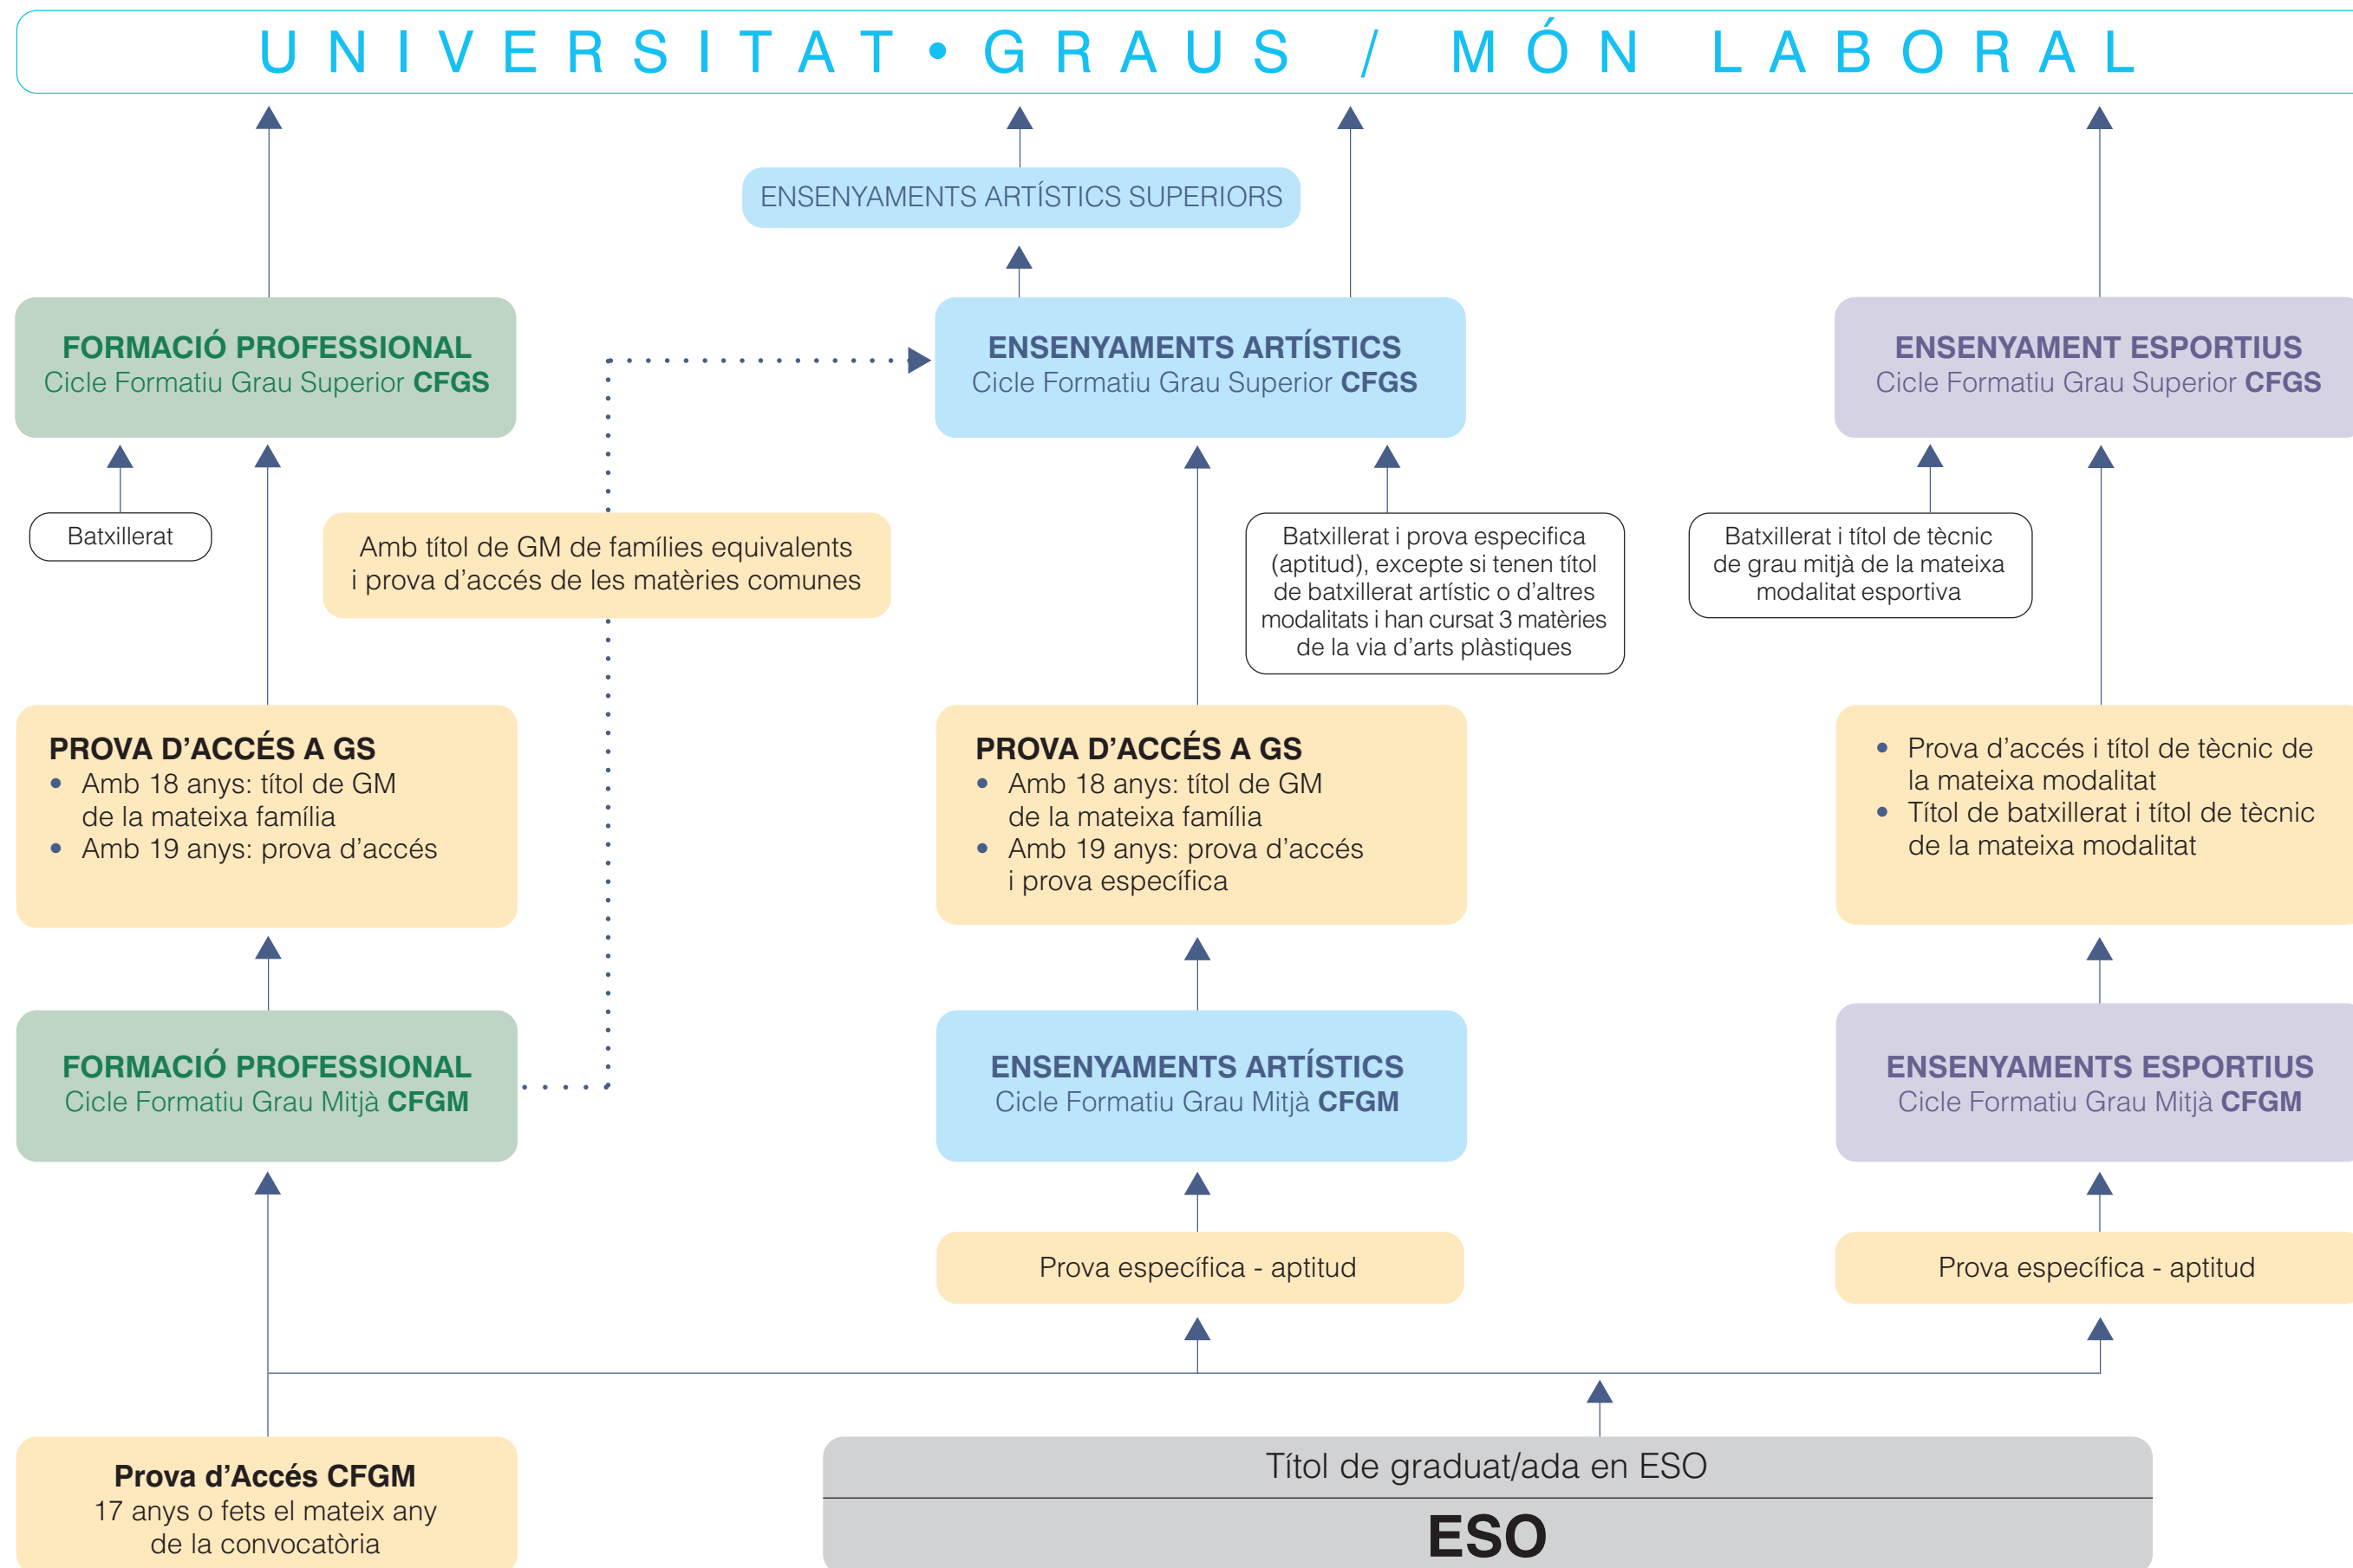 UNIVERSITAT • GRAUS / MÓN LABORAL
ENSENYAMENTS ARTÍSTICS SUPERIORS
FORMACIÓ PROFESSIONAL
Cicle Formatiu Grau Superior CFGS
ENSENYAMENTS ARTÍSTICS
Cicle Formatiu Grau Superior CFGS
ENSENYAMENT ESPORTIUS
Cicle Formatiu Grau Superior CFGS
Batxillerat
Amb títol de GM de famílies equivalents
i prova d’accés de les matèries comunes
Batxillerat i prova especifica
(aptitud), excepte si tenen títol
de batxillerat artístic o d’altres
modalitats i han cursat 3 matèries
de la via d’arts plàstiques
Batxillerat i títol de tècnic
de grau mitjà de la mateixa
modalitat esportiva
PROVA D’ACCÉS A GS
• Amb 18 anys: títol de GM
de la mateixa família
• Amb 19 anys: prova d’accés
PROVA D’ACCÉS A GS
• Amb 18 anys: títol de GM
de la mateixa família
• Amb 19 anys: prova d’accés
i prova específica
• Prova d’accés i títol de tècnic de
la mateixa modalitat
• Títol de batxillerat i títol de tècnic
de la mateixa modalitat
FORMACIÓ PROFESSIONAL
Cicle Formatiu Grau Mitjà CFGM
ENSENYAMENTS ARTÍSTICS
Cicle Formatiu Grau Mitjà CFGM
ENSENYAMENTS ESPORTIUS
Cicle Formatiu Grau Mitjà CFGM
Prova específica - aptitud
Prova específica - aptitud
Prova d’Accés CFGM
17 anys o fets el mateix any
de la convocatòria
Títol de graduat/ada en ESO
ESO